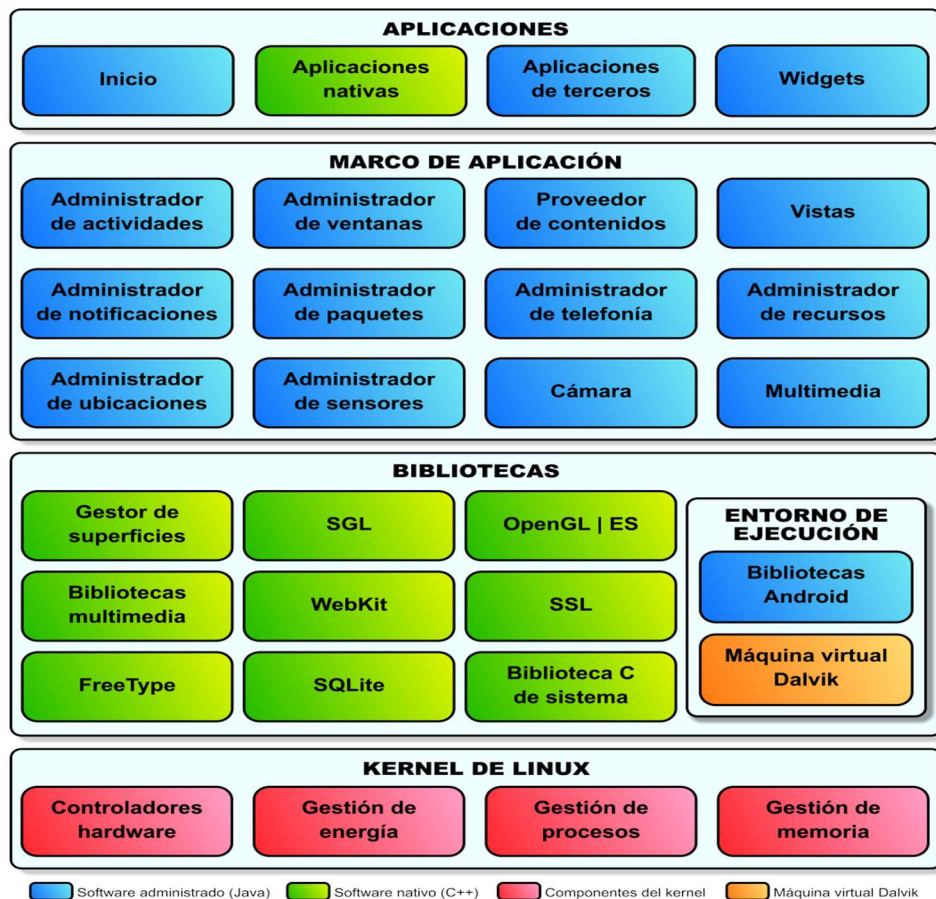 APLICACIONES
Inicio
Aplicaciones
nativas
Aplicaciones
de terceros
Widgets
MARCO DE APLICACIÓN
Administrador
de actividades
Administrador
de ventanas
Proveedor
de contenidos
Vistas
Administrador
de notificaciones
Administrador
de paquetes
Administrador
de telefonía
Administrador
de recursos
Administrador
de ubicaciones
Administrador
de sensores
Cámara
Multimedia
BIBLIOTECAS
Gestor de
superficies
SGL
OpenGL | ES
Bibliotecas
multimedia
WebKit
SSL
FreeType
SQLite
Biblioteca C
de sistema
ENTORNO DE
EJECUCIÓN
Bibliotecas
Android
Máquina virtual
Dalvik
KERNEL DE LINUX
Controladores
hardware
Gestión de
energía
Gestión de
procesos
Gestión de
memoria
Software administrado (Java)
Software nativo (C++)
Componentes del kernel
Máquina virtual Dalvik